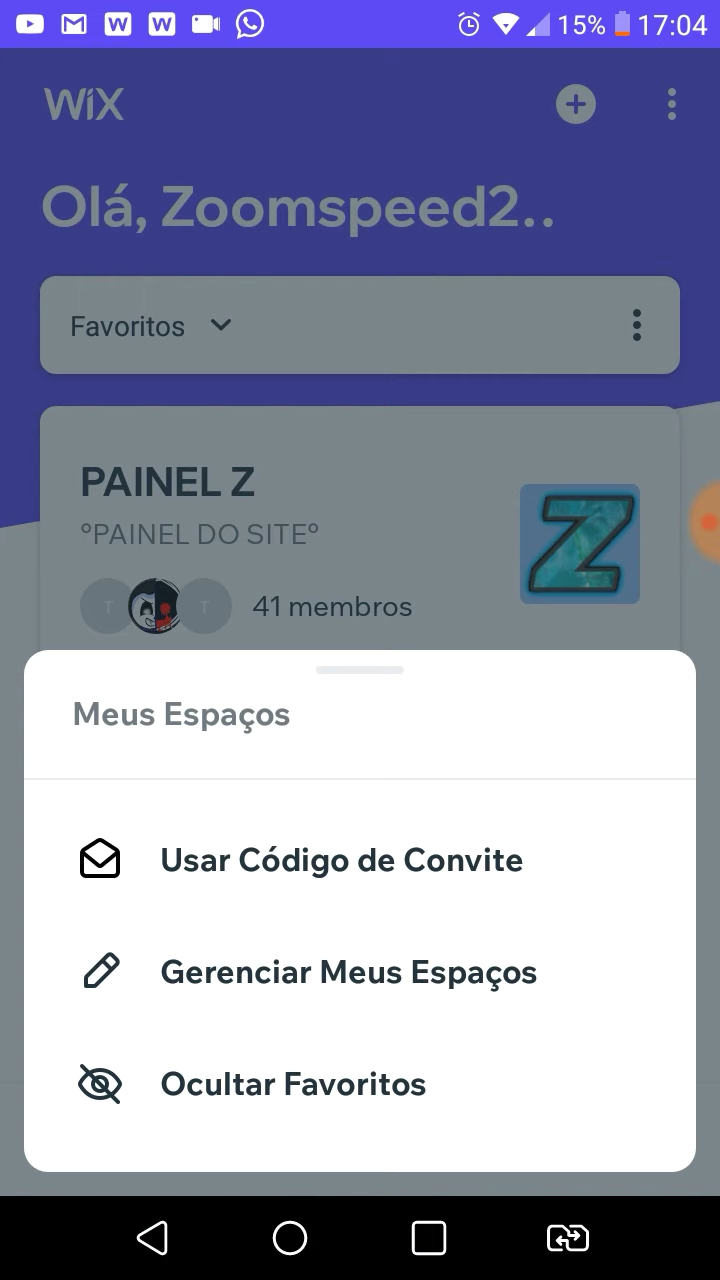 15% 17:04
WiX
Olá, Zoomspeed2..
Favoritos
PAINEL Z
°PAINEL DO SITE°
Z
T T 41 membros
Meus Espaços
Usar Código de Convite
Gerenciar Meus Espaços
Ocultar Favoritos